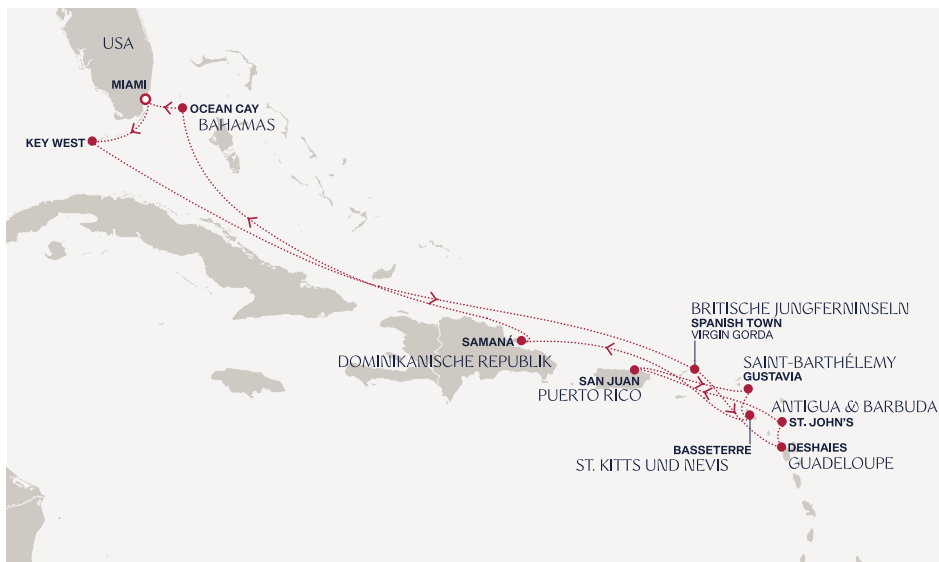 USA
MIAMI
OCEAN CAY
BAHAMAS
KEY WEST
BRITISCHE JUNGFERNINSELN
SPANISH TOWN
VIRGIN GORDA
SAMANÁ
DOMINIKANISCHE REPUBLIK
SAN JUAN
PUERTO RICO
SAINT-BARTHÉLEMY
GUSTAVIA
ANTIGUA & BARBUDA
ST. JOHN'S
BASSETERRE
ST. KITTS UND NEVIS
DESHAIES
GUADELOUPE